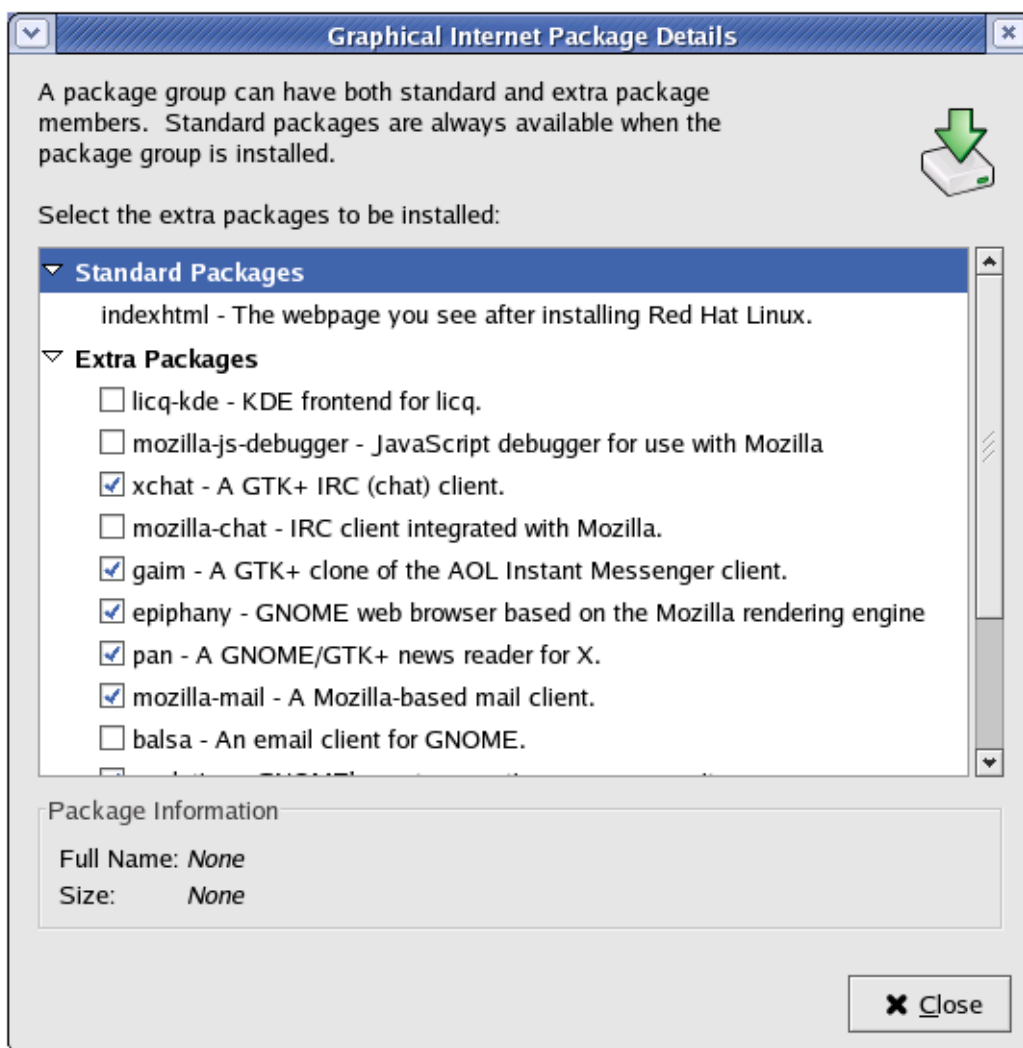 Graphical Internet Package Details
A package group can have both standard and extra package
members. Standard packages are always available when the
package group is installed.
Select the extra packages to be installed:
Standard Packages
indexhtml - The webpage you see after installing Red Hat Linux.
Extra Packages
licq-kde - KDE frontend for licq.
mozilla-js-debugger - JavaScript debugger for use with Mozilla
xchat - A GTK+ IRC (chat) client.
mozilla-chat - IRC client integrated with Mozilla.
gaim - A GTK+ clone of the AOL Instant Messenger client.
epiphany - GNOME web browser based on the Mozilla rendering engine
pan - A GNOME/GTK+ news reader for X.
mozilla-mail - A Mozilla-based mail client.
balsa - An email client for GNOME.
Package Information
Full Name: None
Size: None
Close